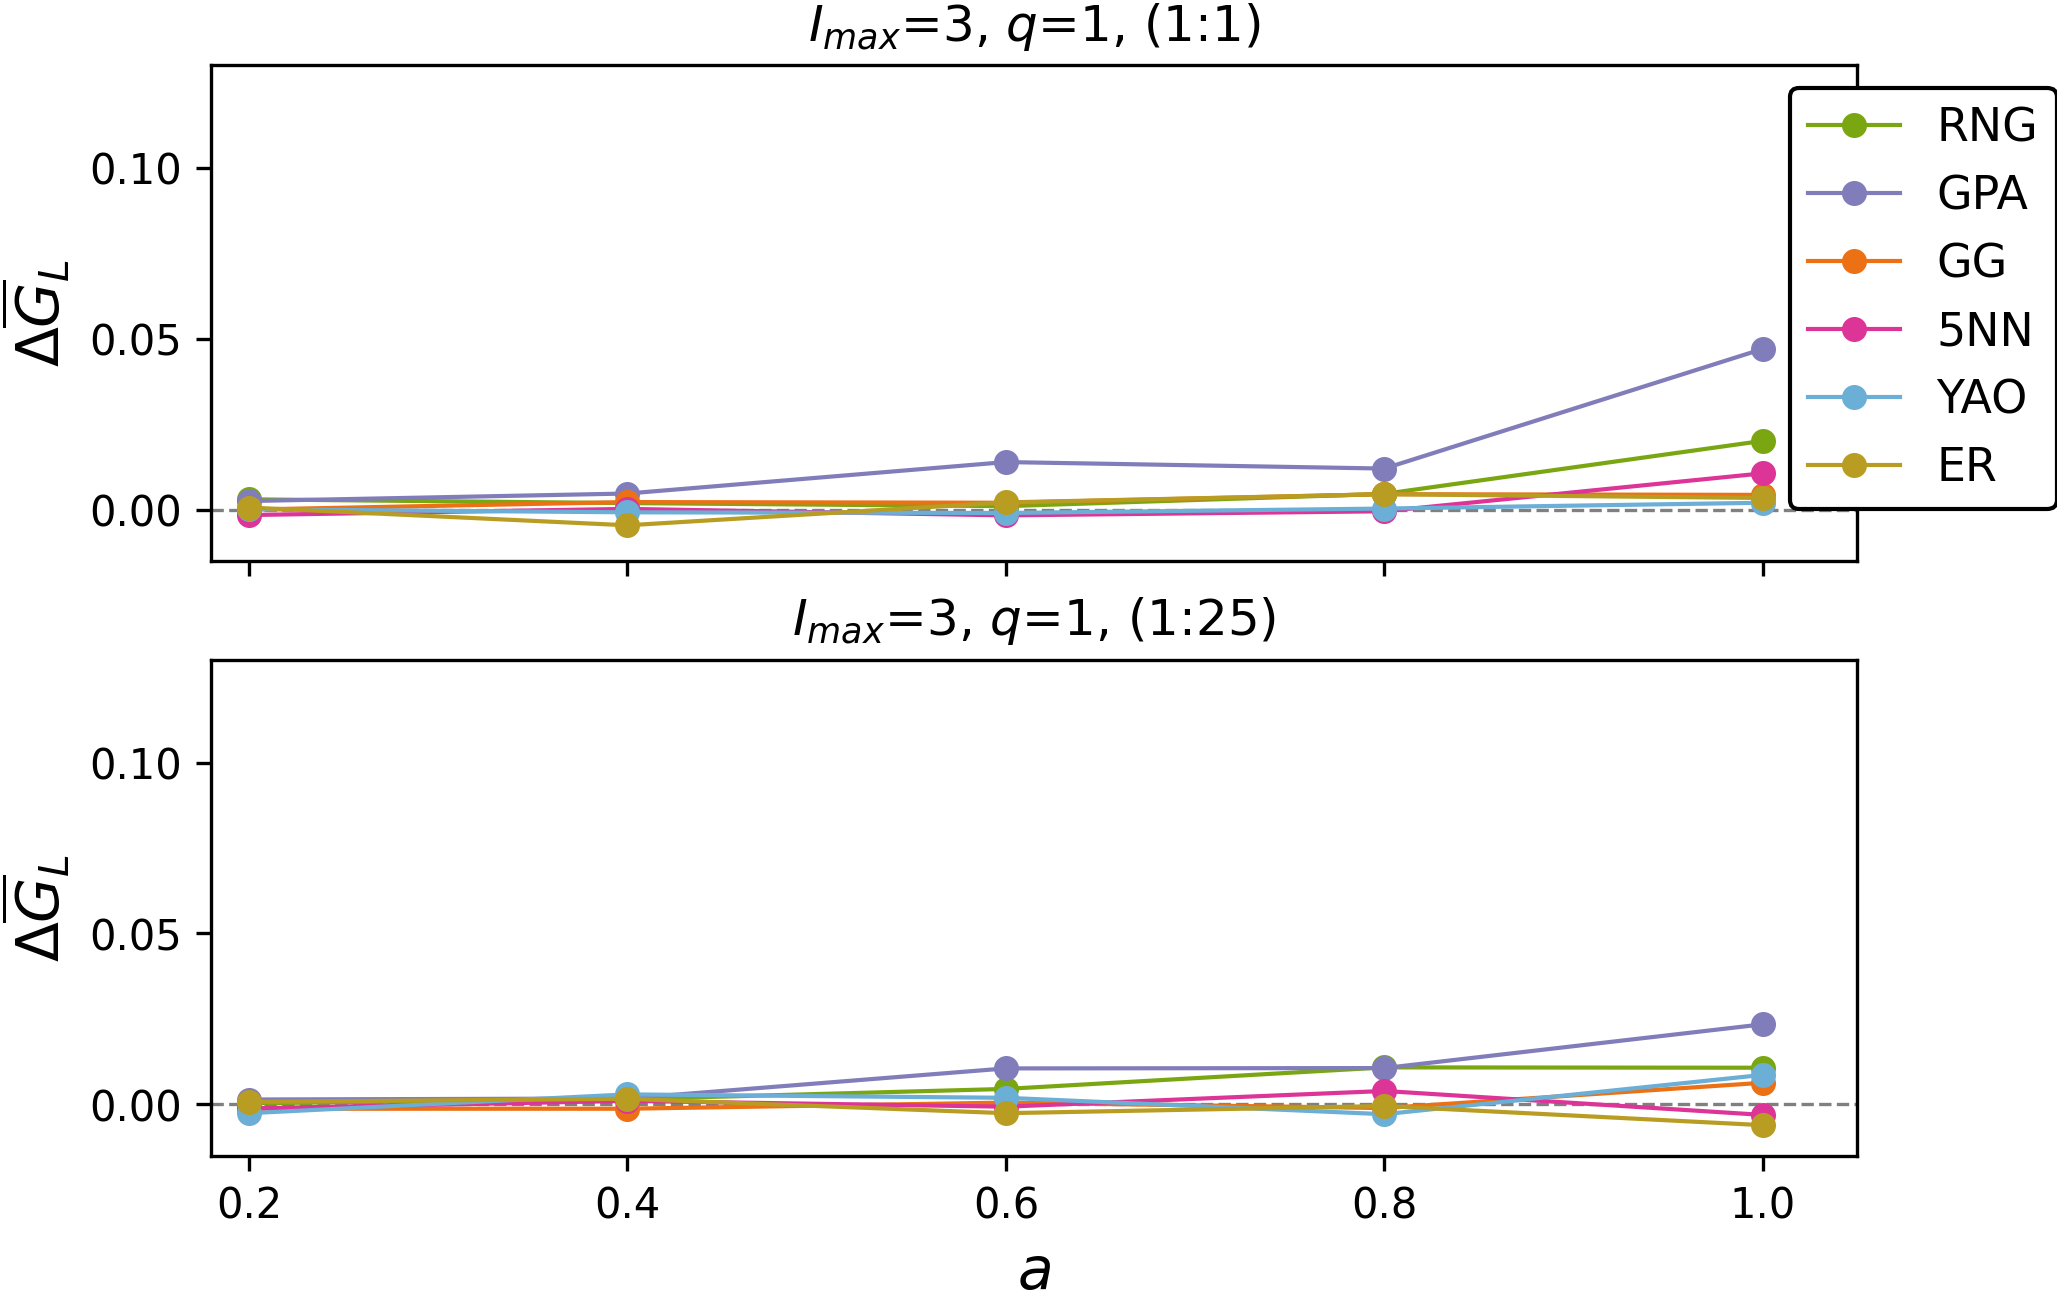 I_max=3, q=1, (1:1)
0.10
0.05
0.00
ΔG̅_L
RNG
GPA
GG
5NN
YAO
ER
I_max=3, q=1, (1:25)
0.10
0.05
0.00
ΔG̅_L
0.2 0.4 0.6 0.8 1.0
a